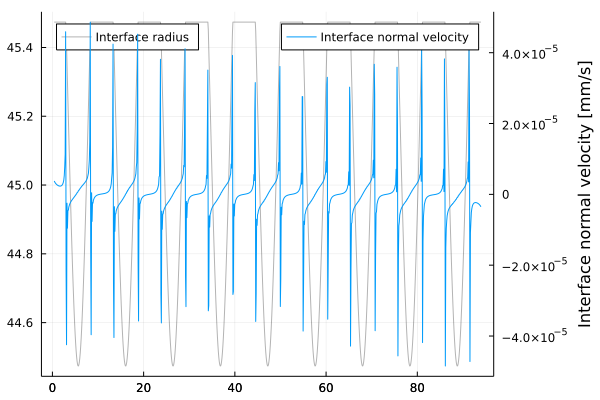 Interface radius
Interface normal velocity
45.4
45.2
45.0
44.8
44.6
4.0×10⁻⁵
2.0×10⁻⁵
0
−2.0×10⁻⁵
−4.0×10⁻⁵
Interface normal velocity [mm/s]
0 20 40 60 80